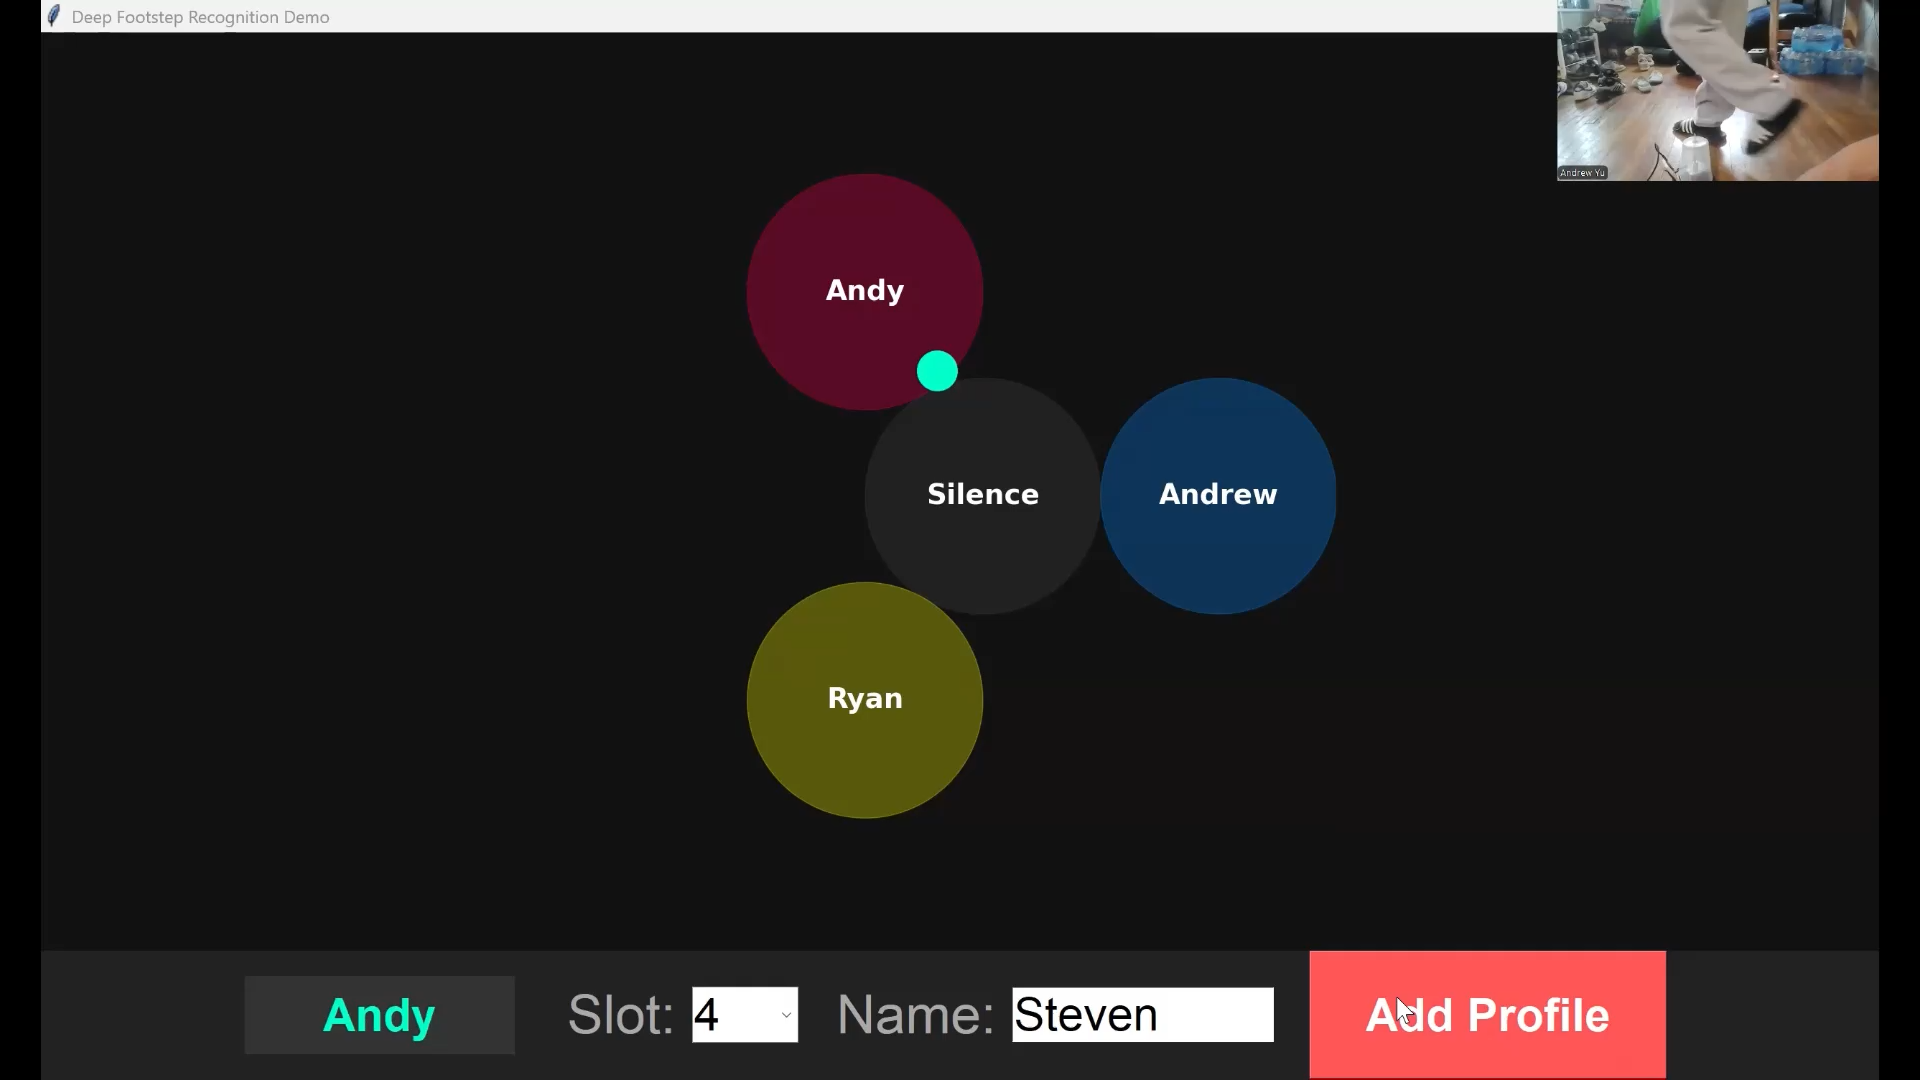 Deep Footstep Recognition Demo
Andrew Yu
Andy
Silence
Andrew
Ryan
Andy
Slot: 4
Name: Steven
Add Profile